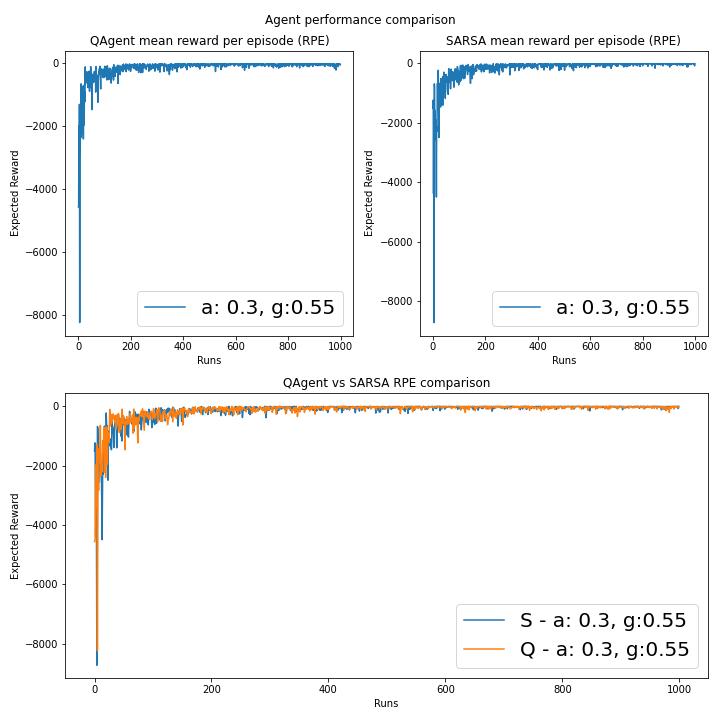 Agent performance comparison
QAgent mean reward per episode (RPE)
0
−2000
−4000
−6000
−8000
Expected Reward
a: 0.3, g:0.55
0 200 400 600 800 1000
Runs
SARSA mean reward per episode (RPE)
0
−2000
−4000
−6000
−8000
Expected Reward
a: 0.3, g:0.55
0 200 400 600 800 1000
Runs
QAgent vs SARSA RPE comparison
0
−2000
−4000
−6000
−8000
Expected Reward
S - a: 0.3, g:0.55
Q - a: 0.3, g:0.55
0 200 400 600 800 1000
Runs